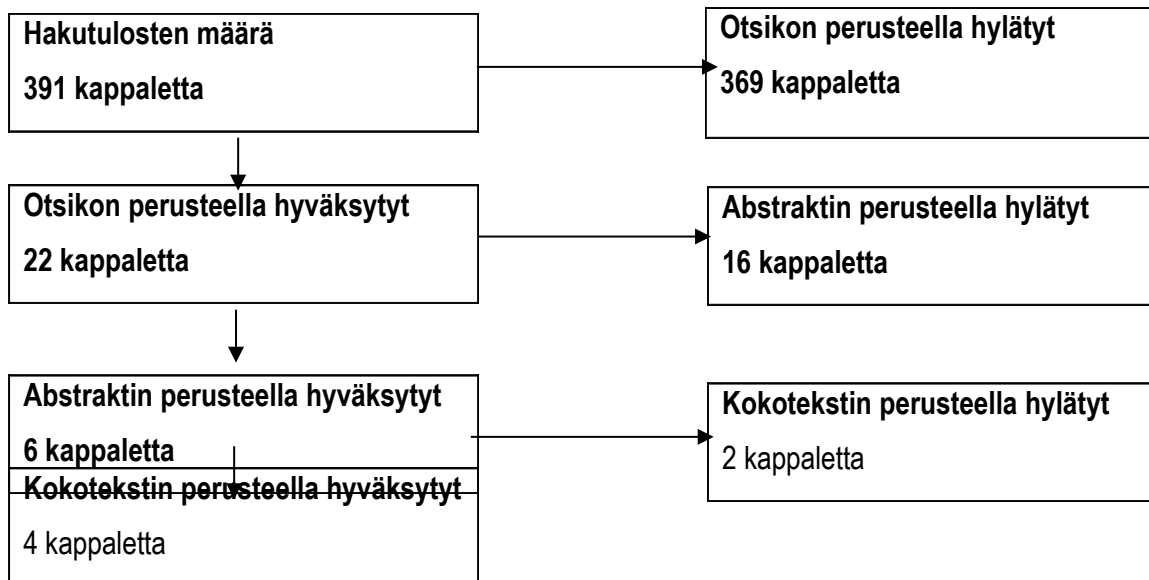 Hakutulosten määrä
391 kappaletta
Otsikon perusteella hylätyt
369 kappaletta
Otsikon perusteella hyväksytyt
22 kappaletta
Abstraktin perusteella hylätyt
16 kappaletta
Abstraktin perusteella hyväksytyt
6 kappaletta
Kokotekstin perusteella hylätyt
2 kappaletta
Kokotekstin perusteella hyväksytyt
4 kappaletta